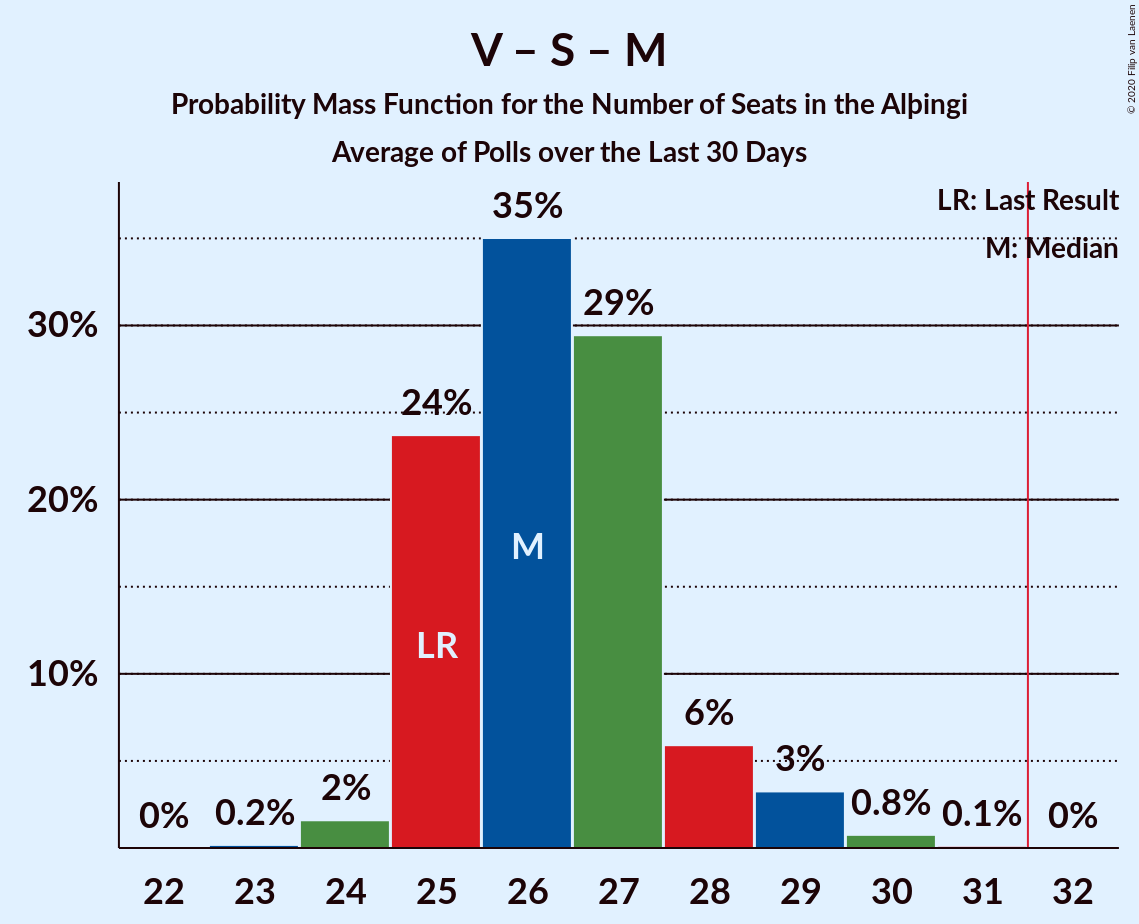 V – S – M
Probability Mass Function for the Number of Seats in the Alþingi
Average of Polls over the Last 30 Days
© 2020 Filip van Laenen
LR: Last Result
M: Median
35%
29%
24%
6%
3%
2%
0.8%
0.2%
0.1%
0%
0%
30%
20%
10%
M
LR
22 23 24 25 26 27 28 29 30 31 32